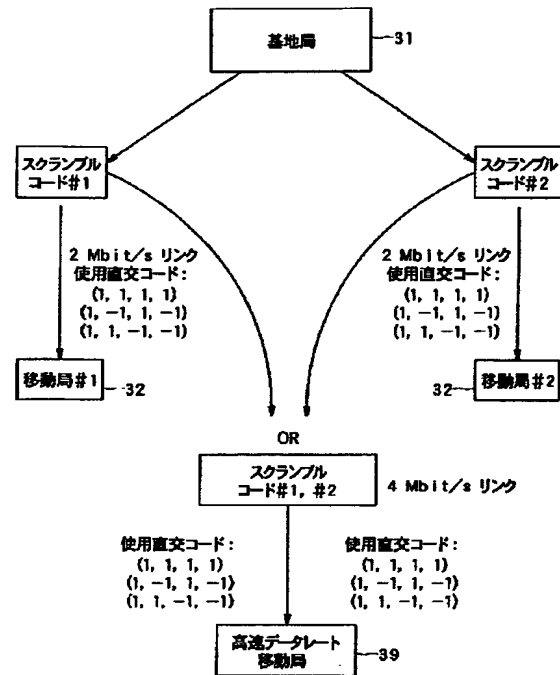 基地局
31
スクランブル
コード#1
スクランブル
コード#2
2 Mbit/s リンク
使用直交コード:
(1, 1, 1, 1)
(1, -1, 1, -1)
(1, 1, -1, -1)
2 Mbit/s リンク
使用直交コード:
(1, 1, 1, 1)
(1, -1, 1, -1)
(1, 1, -1, -1)
移動局#1
32
32
移動局#2
OR
スクランブル
コード#1, #2
4 Mbit/s リンク
使用直交コード:
(1, 1, 1, 1)
(1, -1, 1, -1)
(1, 1, -1, -1)
使用直交コード:
(1, 1, 1, 1)
(1, -1, 1, -1)
(1, 1, -1, -1)
高速データレート
移動局
39